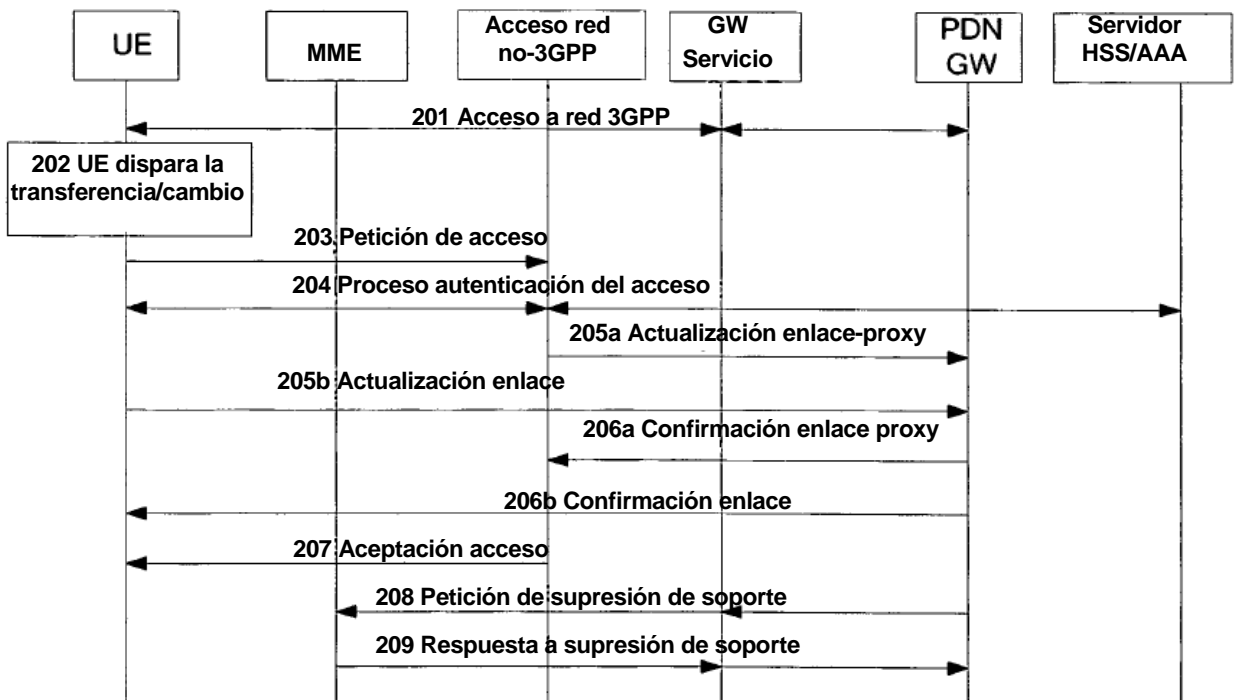 UE
MME
Acceso red
no-3GPP
GW
Servicio
PDN
GW
Servidor
HSS/AAA
201 Acceso a red 3GPP
202 UE dispara la
transferencia/cambio
203 Petición de acceso
204 Proceso autenticación del acceso
205a Actualización enlace-proxy
205b Actualización enlace
206a Confirmación enlace proxy
206b Confirmación enlace
207 Aceptación acceso
208 Petición de supresión de soporte
209 Respuesta a supresión de soporte